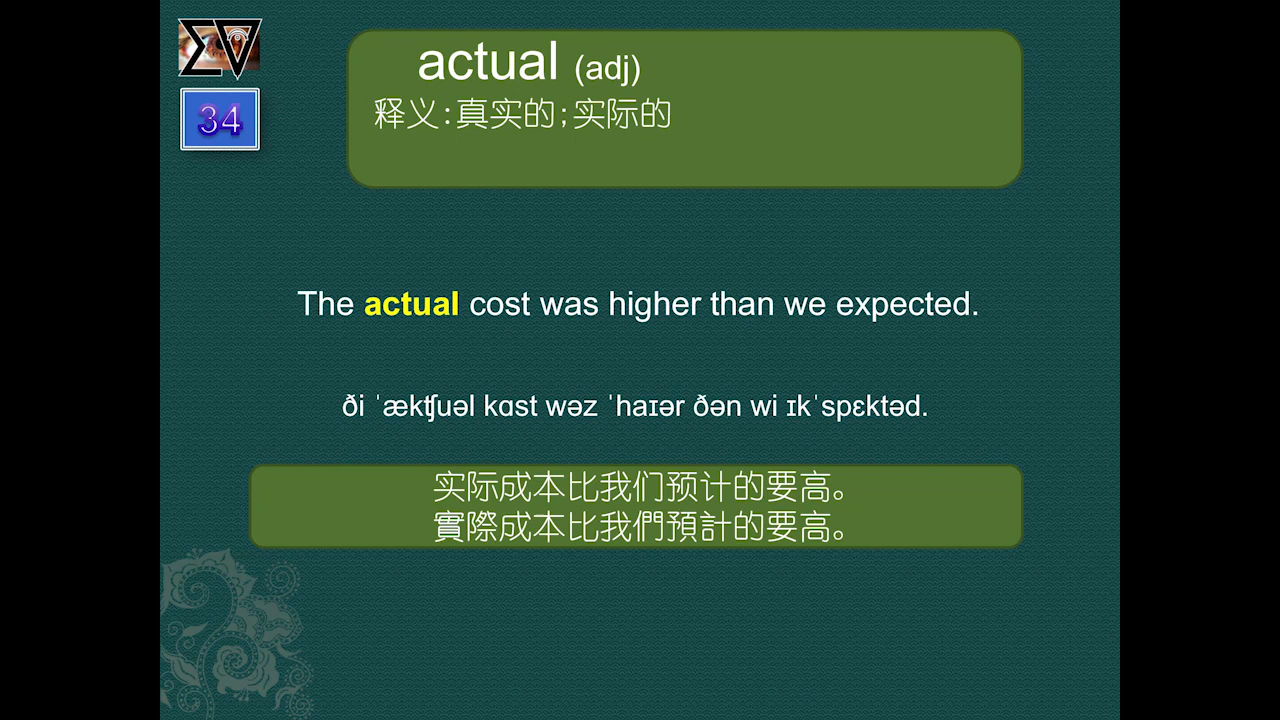 actual (adj)
释义:真实的;实际的
34
The actual cost was higher than we expected.
ði ˈækʧuəl kɑst wəz ˈhaɪər ðən wi ɪkˈspɛktəd.
实际成本比我们预计的要高。
實際成本比我們預計的要高。